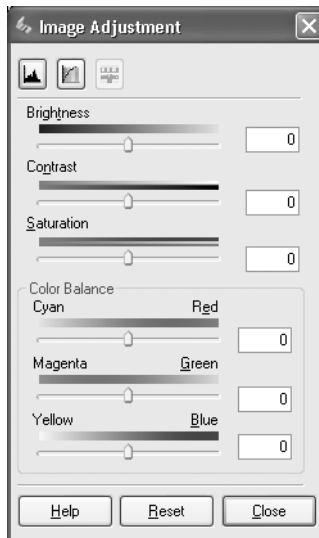 Image Adjustment
Brightness
0
Contrast
0
Saturation
0
Color Balance
Cyan Red
0
Magenta Green
0
Yellow Blue
0
Help Reset Close